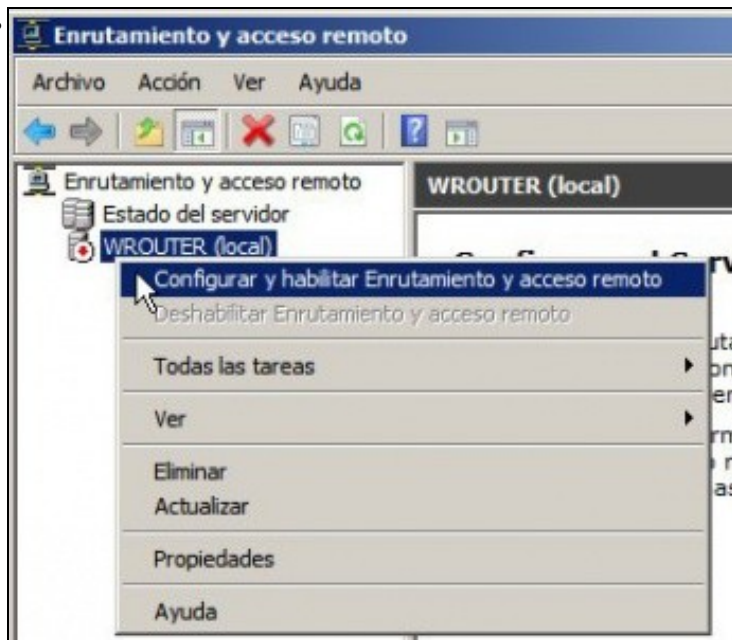 Enrutamiento y acceso remoto
Archivo Acción Ver Ayuda
Enrutamiento y acceso remoto
Estado del servidor
WROUTER (local)
WROUTER (local)
Configurar y habilitar Enrutamiento y acceso remoto
Deshabilitar Enrutamiento y acceso remoto
Todas las tareas
Ver
Eliminar
Actualizar
Propiedades
Ayuda